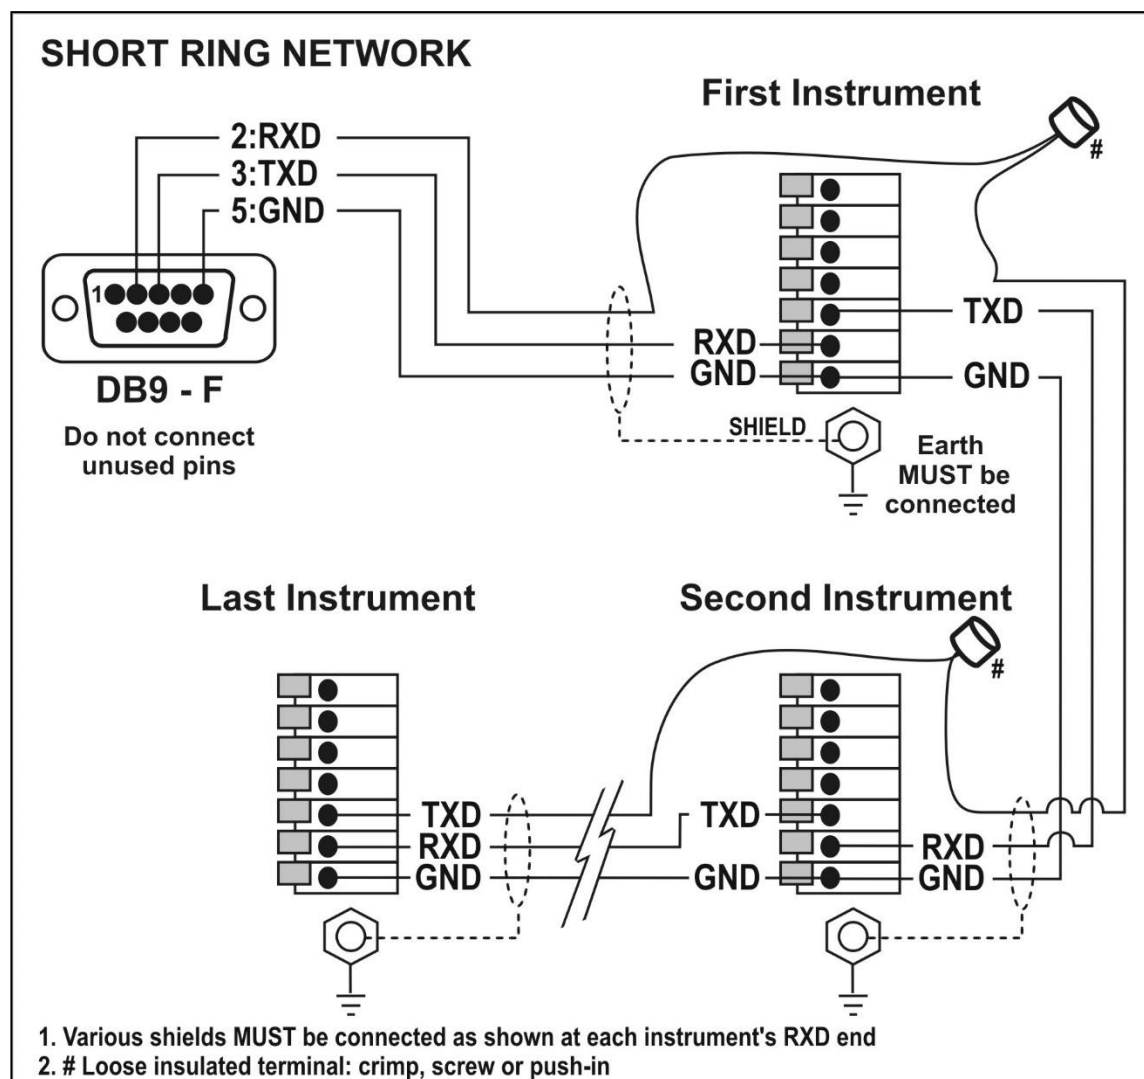 SHORT RING NETWORK
First Instrument
2:RXD
3:TXD
5:GND
#
1
TXD
RXD
GND
GND
DB9 - F
SHIELD
Do not connect
unused pins
Earth
MUST be
connected
Last Instrument
Second Instrument
#
TXD
TXD
RXD
RXD
GND
GND
GND
1. Various shields MUST be connected as shown at each instrument's RXD end
2. # Loose insulated terminal: crimp, screw or push-in